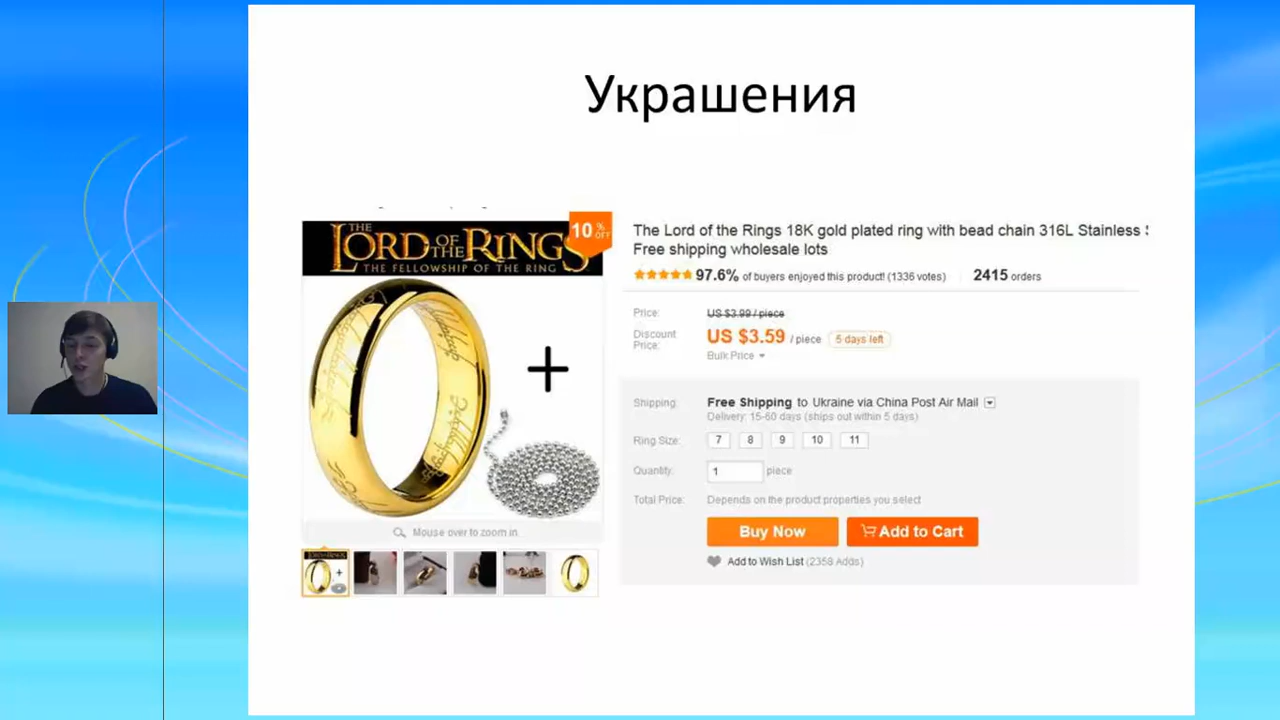 Украшения
THE
LORD OF THE RINGS
THE FELLOWSHIP OF THE RING
10 % OFF
The Lord of the Rings 18K gold plated ring with bead chain 316L Stainless
Free shipping wholesale lots
97.6% of buyers enjoyed this product! (1336 votes) 2415 orders
Price: US $3.99 / piece
Discount Price: US $3.59 / piece 5 days left
Bulk Price
Shipping: Free Shipping to Ukraine via China Post Air Mail
Delivery: 15-60 days (ships out within 5 days)
Ring Size: 7 8 9 10 11
Quantity: 1 piece
Total Price: Depends on the product properties you select
Buy Now Add to Cart
Add to Wish List (2358 Adds)
+
Mouse over to zoom in